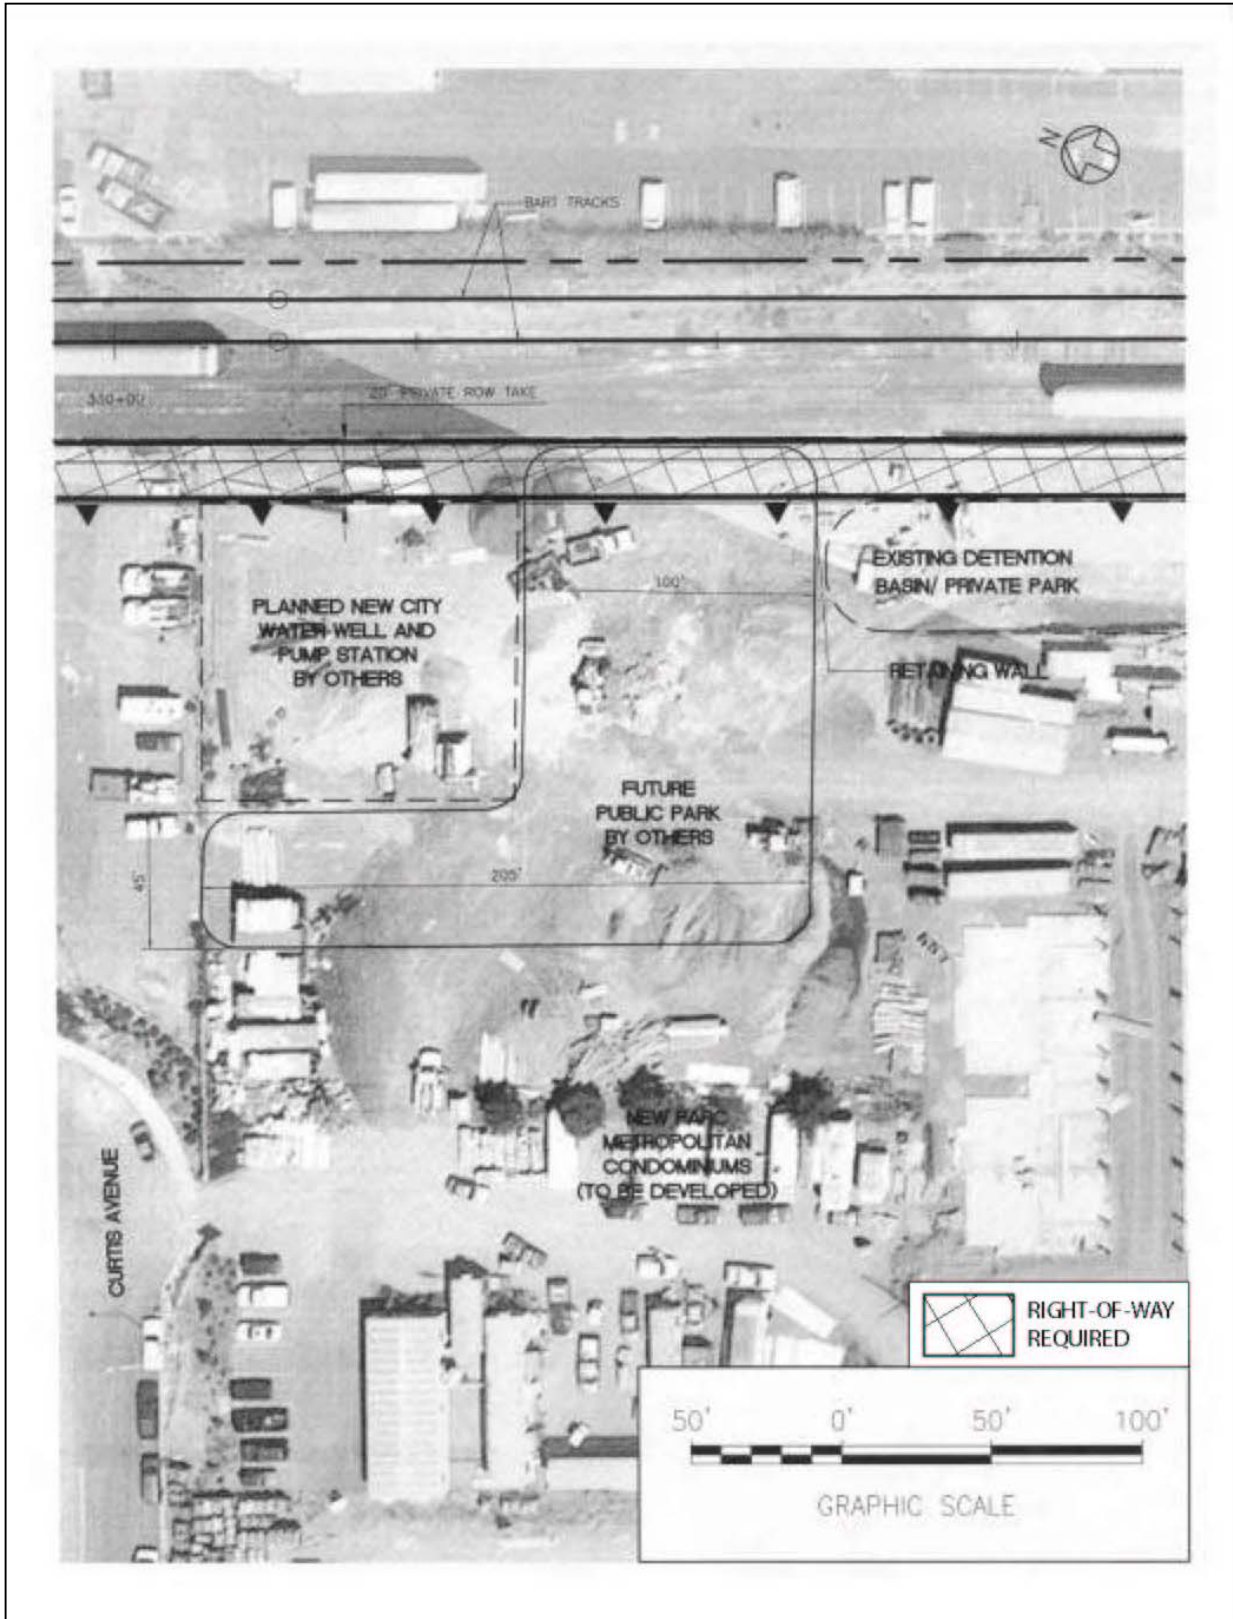 N
BART TRACKS
330+00
20' PRIVATE ROW TAKE
EXISTING DETENTION
BASIN/ PRIVATE PARK
100'
PLANNED NEW CITY
WATER WELL AND
PUMP STATION
BY OTHERS
RETAINING WALL
FUTURE
PUBLIC PARK
BY OTHERS
45'
205'
NEW PARC
METROPOLITAN
CONDOMINIUMS
(TO BE DEVELOPED)
CURTIS AVENUE
RIGHT-OF-WAY
REQUIRED
50' 0' 50' 100'
GRAPHIC SCALE